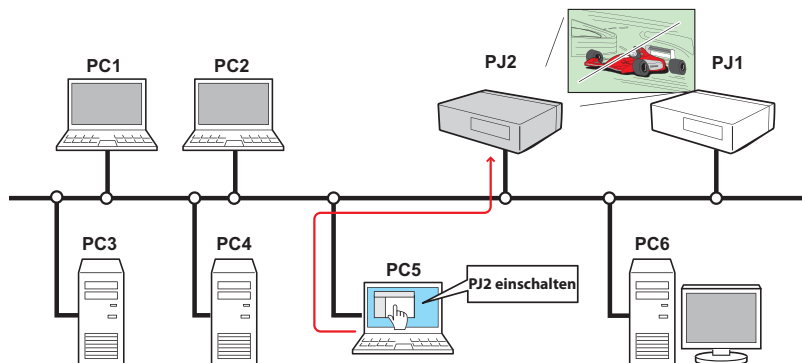 PJ2
PJ1
PC1
PC2
PC3
PC4
PC5
PC6
PJ2 einschalten